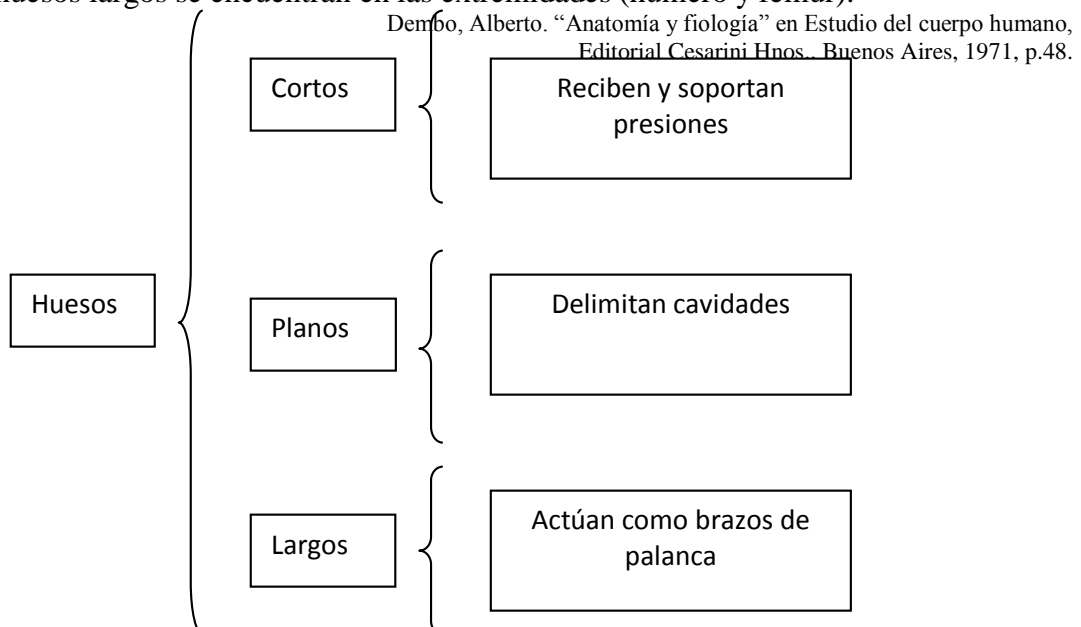 huesos largos se encuentran en las extremidades (húmero y fémur).
Dembo, Alberto. “Anatomía y fisiología” en Estudio del cuerpo humano,
Editorial Cesarini Hnos., Buenos Aires, 1971, p.48.
Cortos
Reciben y soportan
presiones
Huesos
Planos
Delimitan cavidades
Largos
Actúan como brazos de
palanca